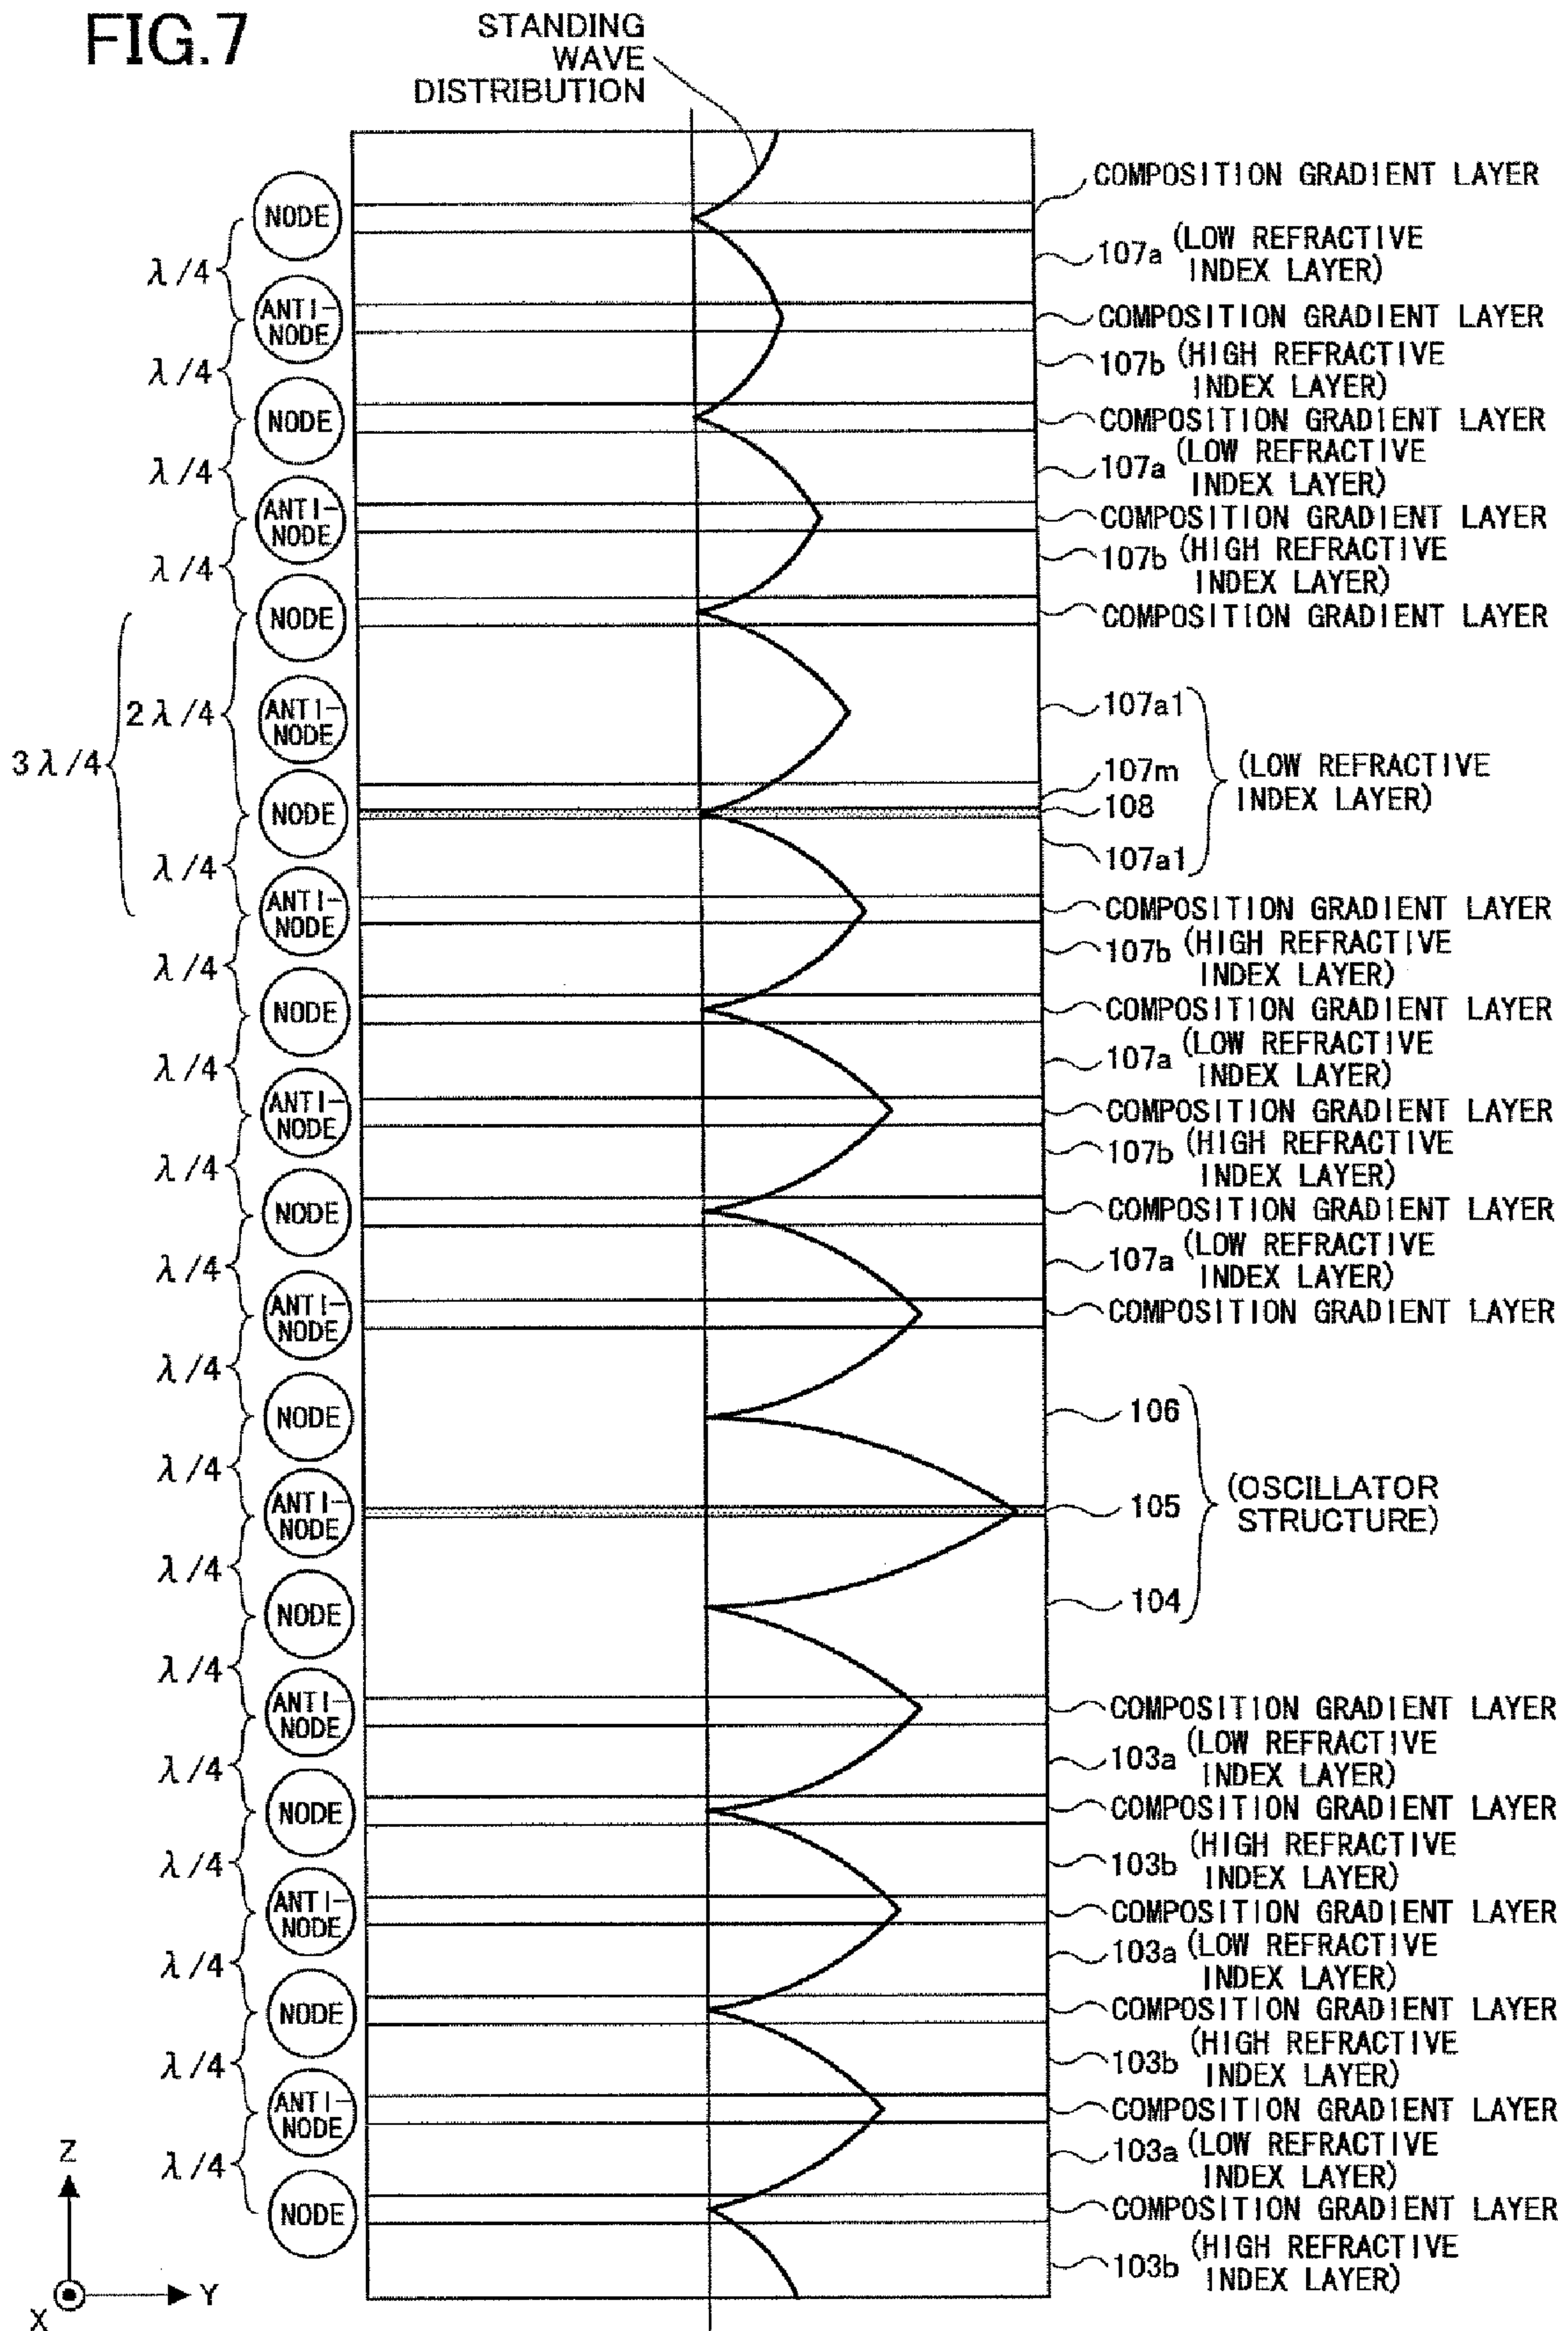 FIG.7
STANDING
WAVE
DISTRIBUTION
NODE
COMPOSITION GRADIENT LAYER
λ/4
107a (LOW REFRACTIVE
INDEX LAYER)
ANTI-
NODE
COMPOSITION GRADIENT LAYER
λ/4
107b (HIGH REFRACTIVE
INDEX LAYER)
NODE
COMPOSITION GRADIENT LAYER
λ/4
107a (LOW REFRACTIVE
INDEX LAYER)
ANTI-
NODE
COMPOSITION GRADIENT LAYER
λ/4
107b (HIGH REFRACTIVE
INDEX LAYER)
NODE
COMPOSITION GRADIENT LAYER
3λ/4
2λ/4
ANTI-
NODE
107a1
107m
(LOW REFRACTIVE
INDEX LAYER)
NODE
108
λ/4
107a1
ANTI-
NODE
COMPOSITION GRADIENT LAYER
λ/4
107b (HIGH REFRACTIVE
INDEX LAYER)
NODE
COMPOSITION GRADIENT LAYER
λ/4
107a (LOW REFRACTIVE
INDEX LAYER)
ANTI-
NODE
COMPOSITION GRADIENT LAYER
λ/4
107b (HIGH REFRACTIVE
INDEX LAYER)
NODE
COMPOSITION GRADIENT LAYER
λ/4
107a (LOW REFRACTIVE
INDEX LAYER)
ANTI-
NODE
COMPOSITION GRADIENT LAYER
λ/4
NODE
106
λ/4
ANTI-
NODE
105
(OSCILLATOR
STRUCTURE)
λ/4
NODE
104
λ/4
ANTI-
NODE
COMPOSITION GRADIENT LAYER
λ/4
103a (LOW REFRACTIVE
INDEX LAYER)
NODE
COMPOSITION GRADIENT LAYER
λ/4
103b (HIGH REFRACTIVE
INDEX LAYER)
ANTI-
NODE
COMPOSITION GRADIENT LAYER
λ/4
103a (LOW REFRACTIVE
INDEX LAYER)
NODE
COMPOSITION GRADIENT LAYER
λ/4
103b (HIGH REFRACTIVE
INDEX LAYER)
ANTI-
NODE
COMPOSITION GRADIENT LAYER
λ/4
103a (LOW REFRACTIVE
INDEX LAYER)
NODE
COMPOSITION GRADIENT LAYER
103b (HIGH REFRACTIVE
INDEX LAYER)
Z
Y
X